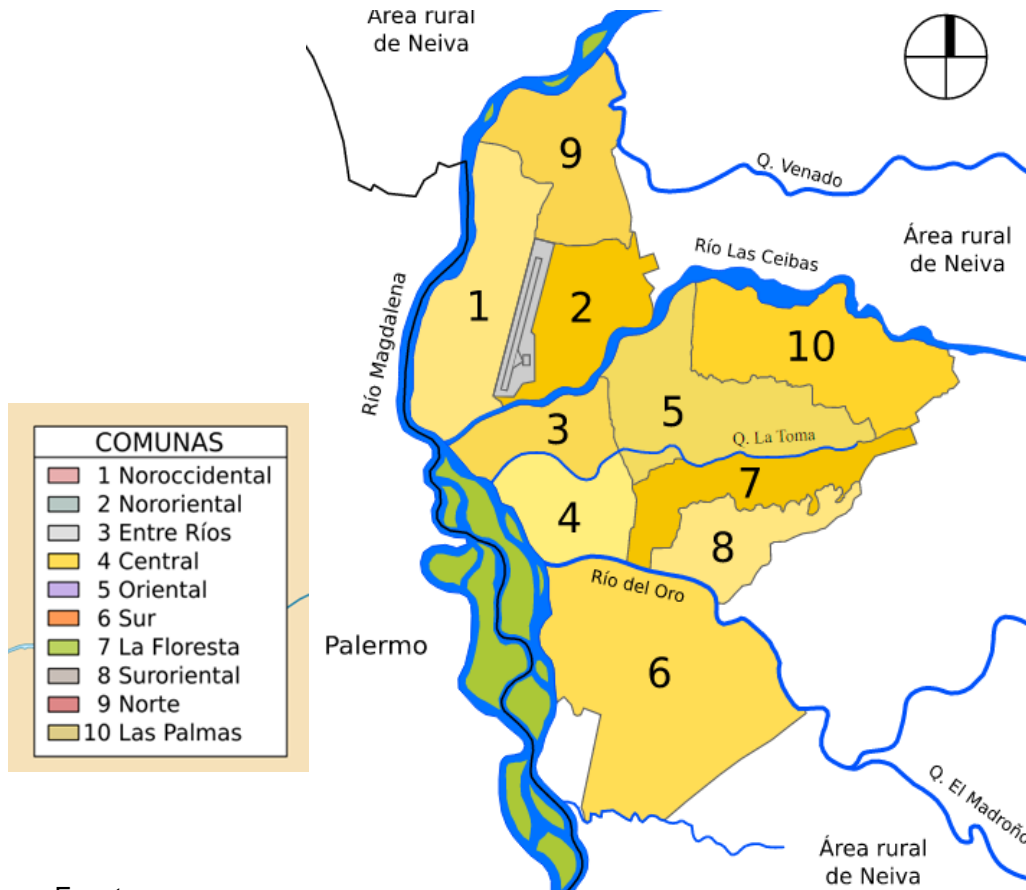 Área rural
de Neiva
9
Q. Venado
Área rural
de Neiva
Río Las Ceibas
Río Magdalena
1
2
10
3
5
Q. La Toma
7
4
8
Río del Oro
Palermo
6
Q. El Madroño
Área rural
de Neiva
COMUNAS
1 Noroccidental
2 Nororiental
3 Entre Ríos
4 Central
5 Oriental
6 Sur
7 La Floresta
8 Suroriental
9 Norte
10 Las Palmas